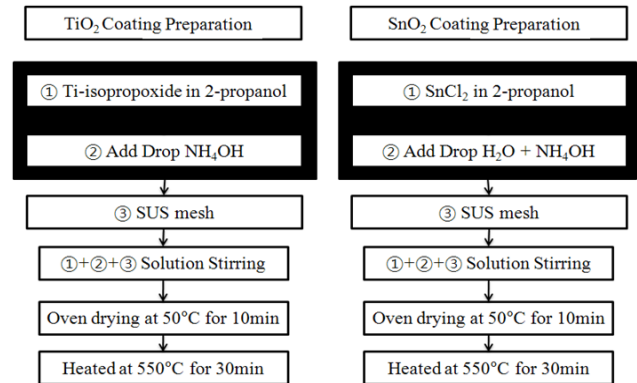 TiO₂ Coating Preparation
① Ti-isopropoxide in 2-propanol
② Add Drop NH₄OH
③ SUS mesh
①+②+③ Solution Stirring
Oven drying at 50°C for 10min
Heated at 550°C for 30min
SnO₂ Coating Preparation
① SnCl₂ in 2-propanol
② Add Drop H₂O + NH₄OH
③ SUS mesh
①+②+③ Solution Stirring
Oven drying at 50°C for 10min
Heated at 550°C for 30min